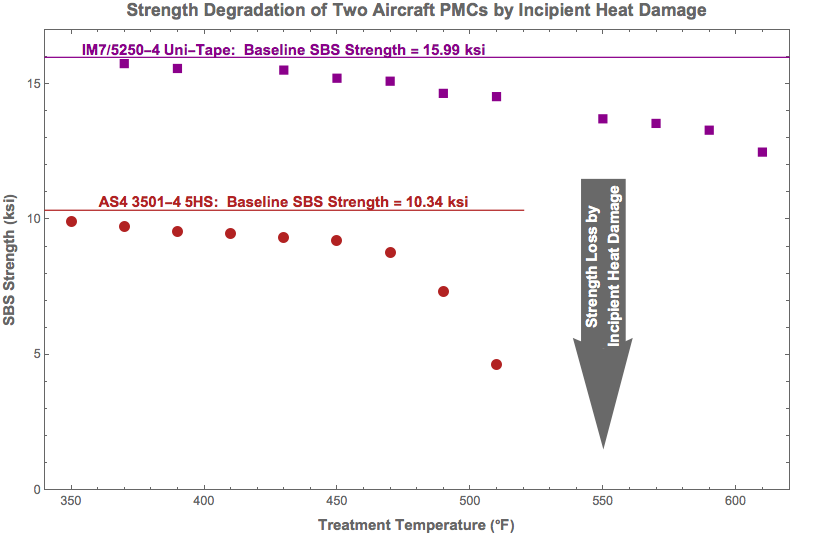 Strength Degradation of Two Aircraft PMCs by Incipient Heat Damage
IM7/5250–4 Uni–Tape:  Baseline SBS Strength = 15.99 ksi
15
AS4 3501–4 5HS:  Baseline SBS Strength = 10.34 ksi
10
5
0
SBS Strength (ksi)
Strength Loss by
Incipient Heat Damage
350
400
450
500
550
600
Treatment Temperature (°F)